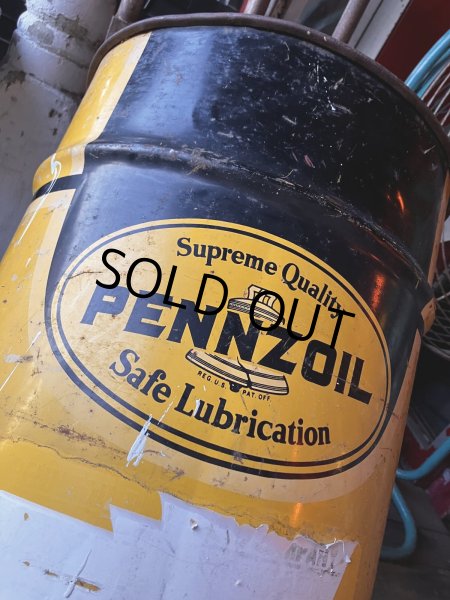 Supreme Quality
PENNZOIL
SOLD OUT
REG. U.S. PAT. OFF.
Safe Lubrication